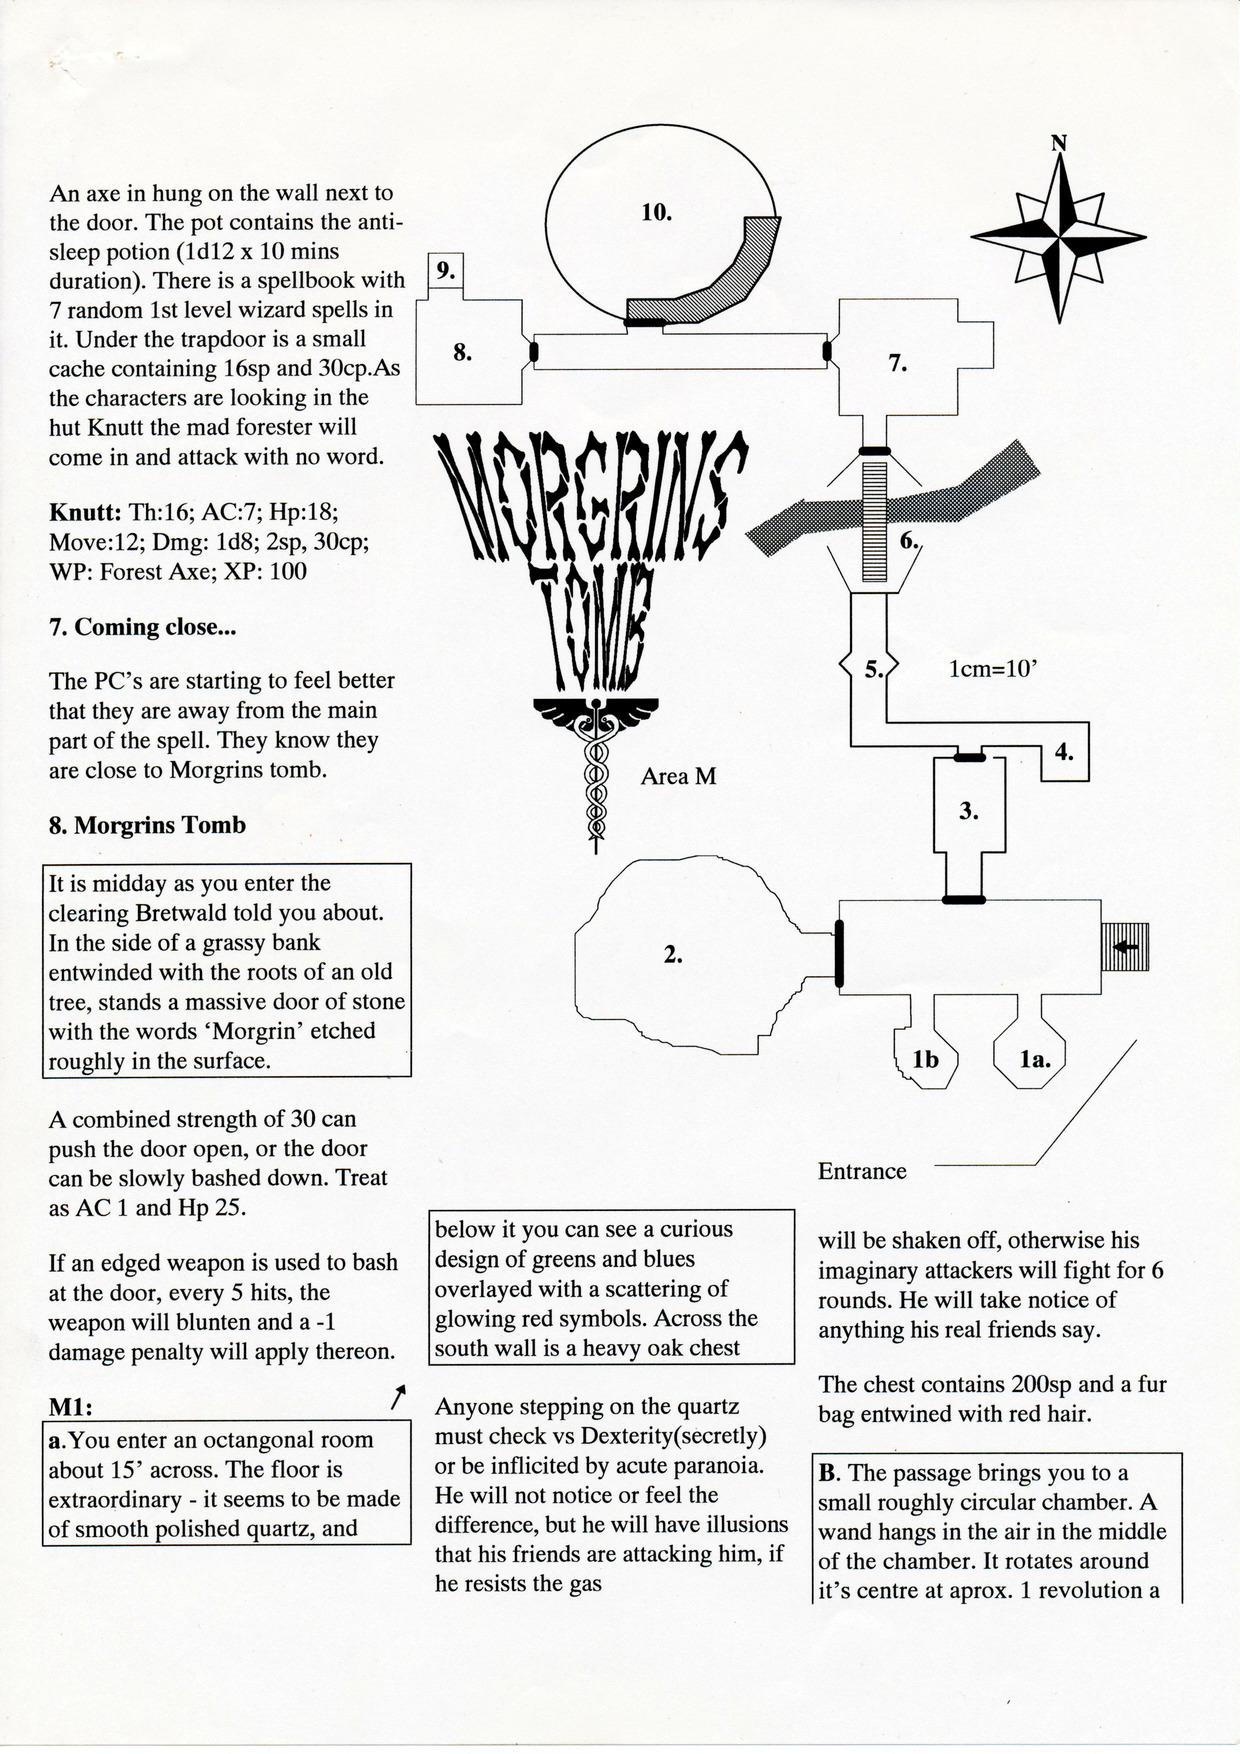 An axe in hung on the wall next to
the door. The pot contains the anti-
sleep potion (1d12 x 10 mins
duration). There is a spellbook with
7 random 1st level wizard spells in
it. Under the trapdoor is a small
cache containing 16sp and 30cp.As
the characters are looking in the
hut Knutt the mad forester will
come in and attack with no word.
Knutt: Th:16; AC:7; Hp:18;
Move:12; Dmg: 1d8; 2sp, 30cp;
WP: Forest Axe; XP: 100
7. Coming close...
The PC's are starting to feel better
that they are away from the main
part of the spell. They know they
are close to Morgrins tomb.
8. Morgrins Tomb
It is midday as you enter the
clearing Bretwald told you about.
In the side of a grassy bank
entwinded with the roots of an old
tree, stands a massive door of stone
with the words ‘Morgrin’ etched
roughly in the surface.
A combined strength of 30 can
push the door open, or the door
can be slowly bashed down. Treat
as AC 1 and Hp 25.
If an edged weapon is used to bash
at the door, every 5 hits, the
weapon will blunten and a -1
damage penalty will apply thereon.
M1:
a.You enter an octangonal room
about 15’ across. The floor is
extraordinary - it seems to be made
of smooth polished quartz, and
N
10.
9.
8.
7.
MORGRINS
TOMB
6.
5.
1cm=10’
4.
Area M
3.
2.
1b
1a.
Entrance
below it you can see a curious
design of greens and blues
overlayed with a scattering of
glowing red symbols. Across the
south wall is a heavy oak chest
Anyone stepping on the quartz
must check vs Dexterity(secretly)
or be inflicited by acute paranoia.
He will not notice or feel the
difference, but he will have illusions
that his friends are attacking him, if
he resists the gas
will be shaken off, otherwise his
imaginary attackers will fight for 6
rounds. He will take notice of
anything his real friends say.
The chest contains 200sp and a fur
bag entwined with red hair.
B. The passage brings you to a
small roughly circular chamber. A
wand hangs in the air in the middle
of the chamber. It rotates around
it’s centre at aprox. 1 revolution a